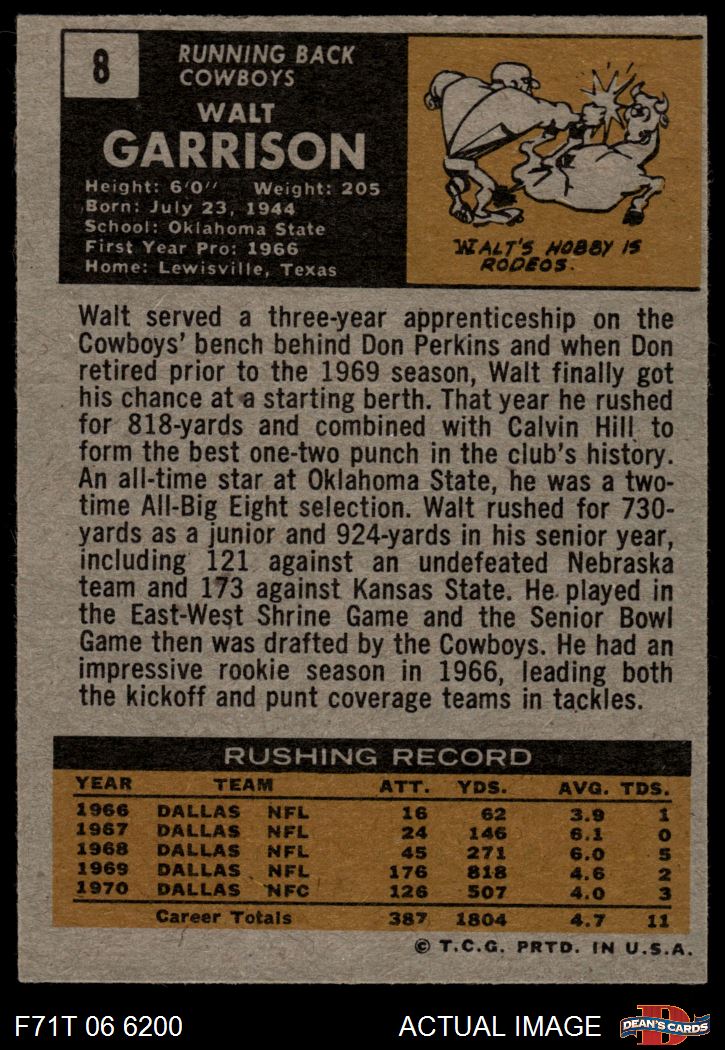 8
RUNNING BACK
COWBOYS
WALT
GARRISON
Height: 6'0" Weight: 205
Born: July 23, 1944
School: Oklahoma State
First Year Pro: 1966
Home: Lewisville, Texas
WALT'S HOBBY IS
RODEOS.
Walt served a three-year apprenticeship on the
Cowboys' bench behind Don Perkins and when Don
retired prior to the 1969 season, Walt finally got
his chance at a starting berth. That year he rushed
for 818-yards and combined with Calvin Hill to
form the best one-two punch in the club's history.
An all-time star at Oklahoma State, he was a two-
time All-Big Eight selection. Walt rushed for 730-
yards as a junior and 924-yards in his senior year,
including 121 against an undefeated Nebraska
team and 173 against Kansas State. He played in
the East-West Shrine Game and the Senior Bowl
Game then was drafted by the Cowboys. He had an
impressive rookie season in 1966, leading both
the kickoff and punt coverage teams in tackles.
RUSHING RECORD
YEAR TEAM ATT. YDS. AVG. TDS.
1966 DALLAS NFL 16 62 3.9 1
1967 DALLAS NFL 24 146 6.1 0
1968 DALLAS NFL 45 271 6.0 5
1969 DALLAS NFL 176 818 4.6 2
1970 DALLAS NFC 126 507 4.0 3
Career Totals 387 1804 4.7 11
© T.C.G. PRTD. IN U.S.A.
F71T 06 6200 ACTUAL IMAGE D DEAN'S CARDS